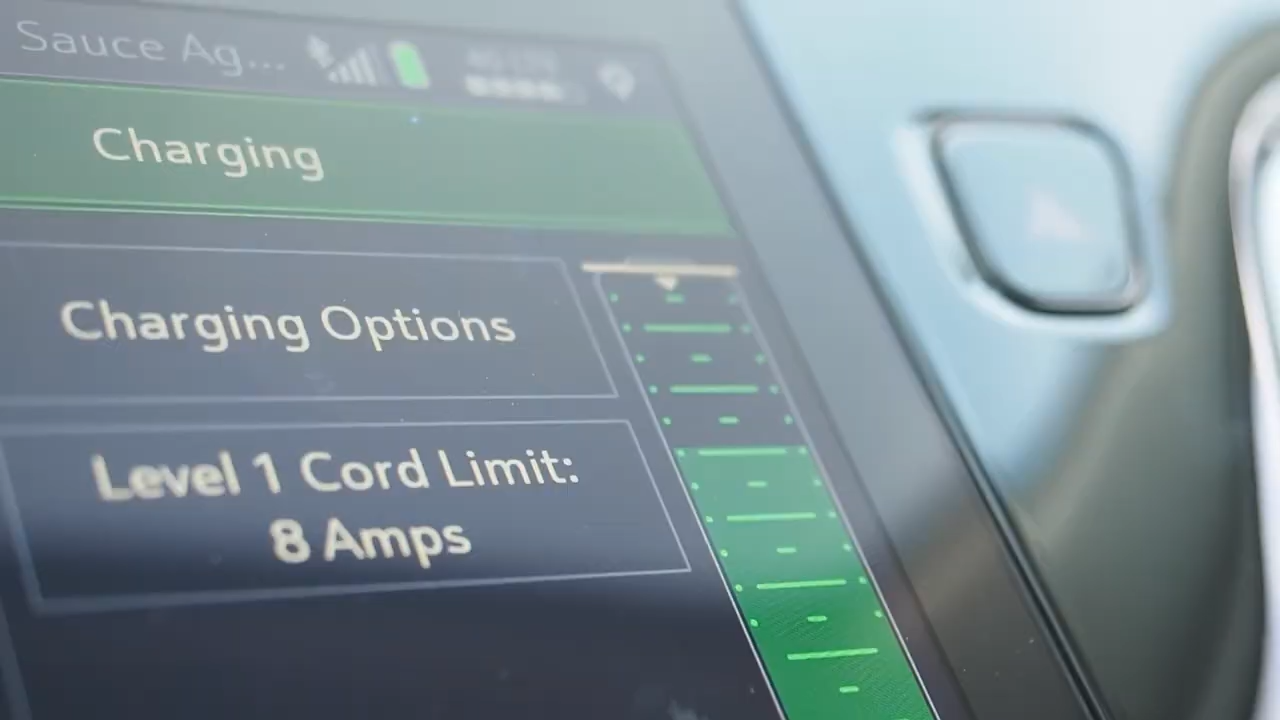 Sauce Ag...
Charging
Charging Options
Level 1 Cord Limit:
8 Amps